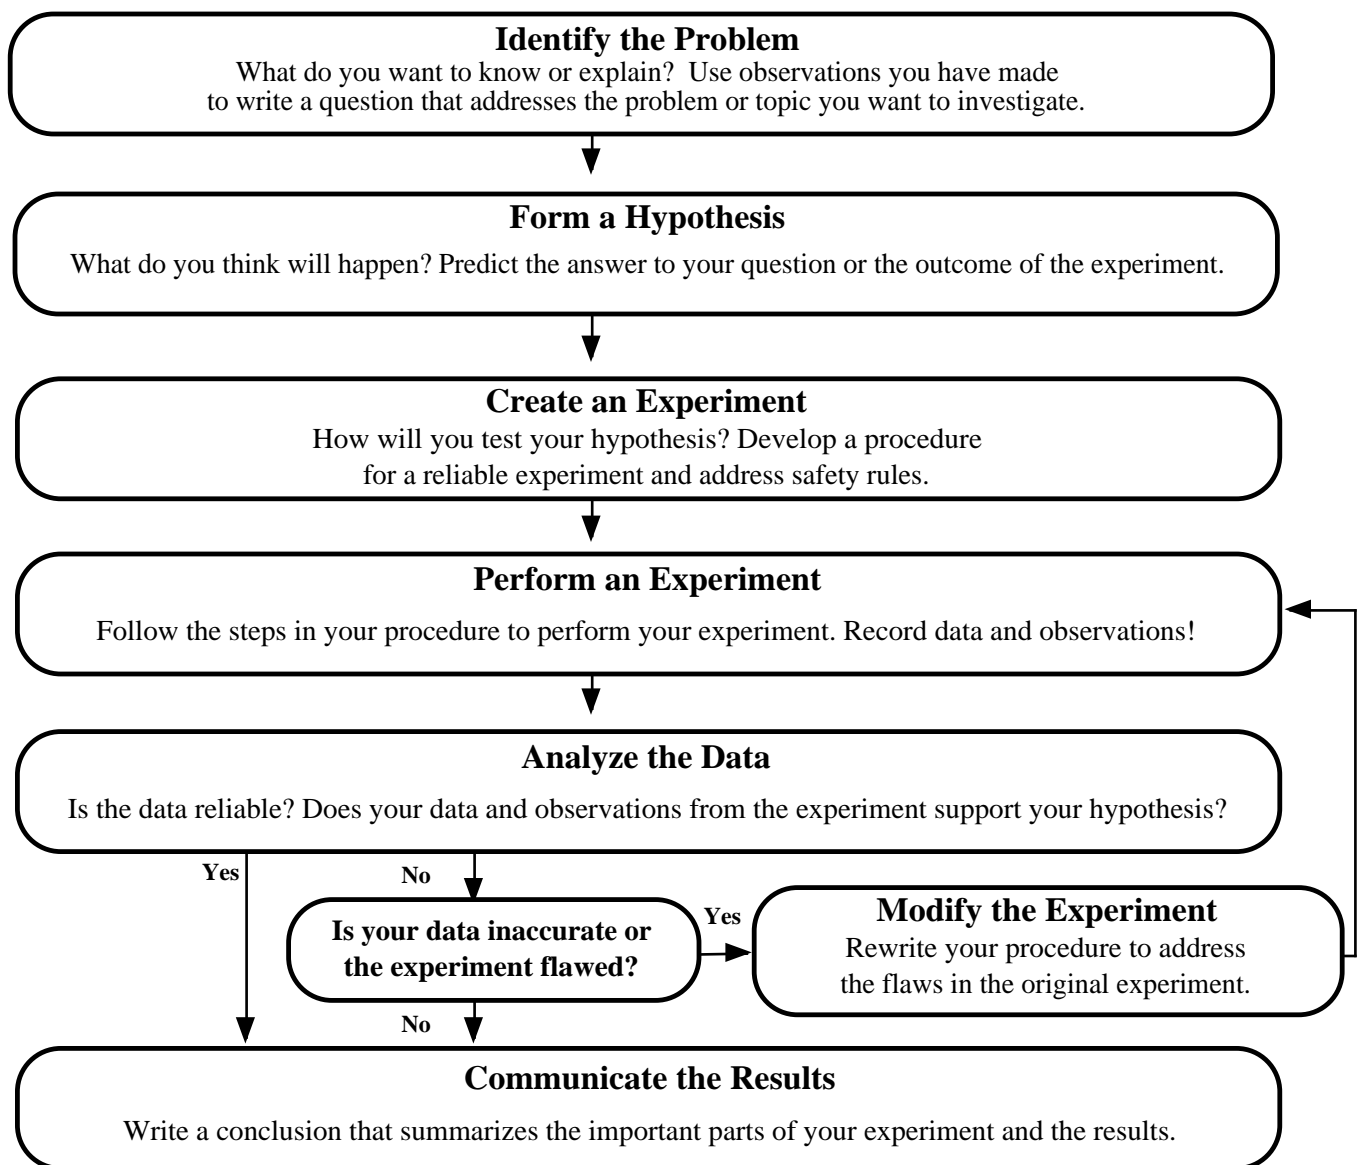 Identify the Problem
What do you want to know or explain?  Use observations you have made
to write a question that addresses the problem or topic you want to investigate.
Form a Hypothesis
What do you think will happen? Predict the answer to your question or the outcome of the experiment.
Create an Experiment
How will you test your hypothesis? Develop a procedure
for a reliable experiment and address safety rules.
Perform an Experiment
Follow the steps in your procedure to perform your experiment. Record data and observations!
Analyze the Data
Is the data reliable? Does your data and observations from the experiment support your hypothesis?
Yes
No
Is your data inaccurate or
the experiment flawed?
Yes
Modify the Experiment
Rewrite your procedure to address
the flaws in the original experiment.
No
Communicate the Results
Write a conclusion that summarizes the important parts of your experiment and the results.